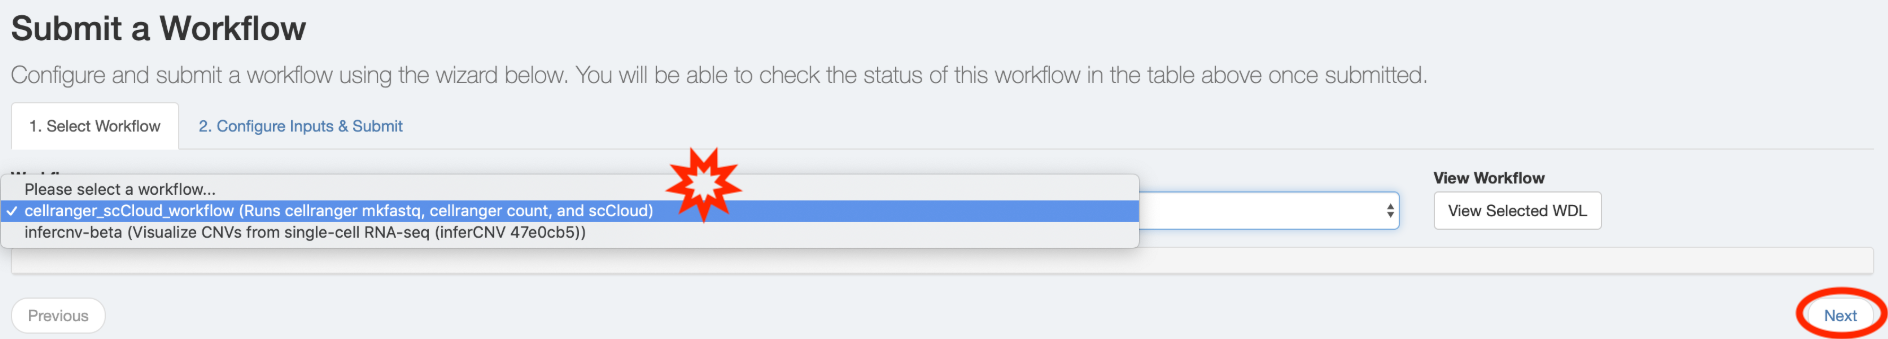 Submit a Workflow
Configure and submit a workflow using the wizard below. You will be able to check the status of this workflow in the table above once submitted.
1. Select Workflow
2. Configure Inputs & Submit
View Workflow
Please select a workflow...
✓ cellranger_scCloud_workflow (Runs cellranger mkfastq, cellranger count, and scCloud)
View Selected WDL
infercnv-beta (Visualize CNVs from single-cell RNA-seq (inferCNV 47e0cb5))
Previous
Next